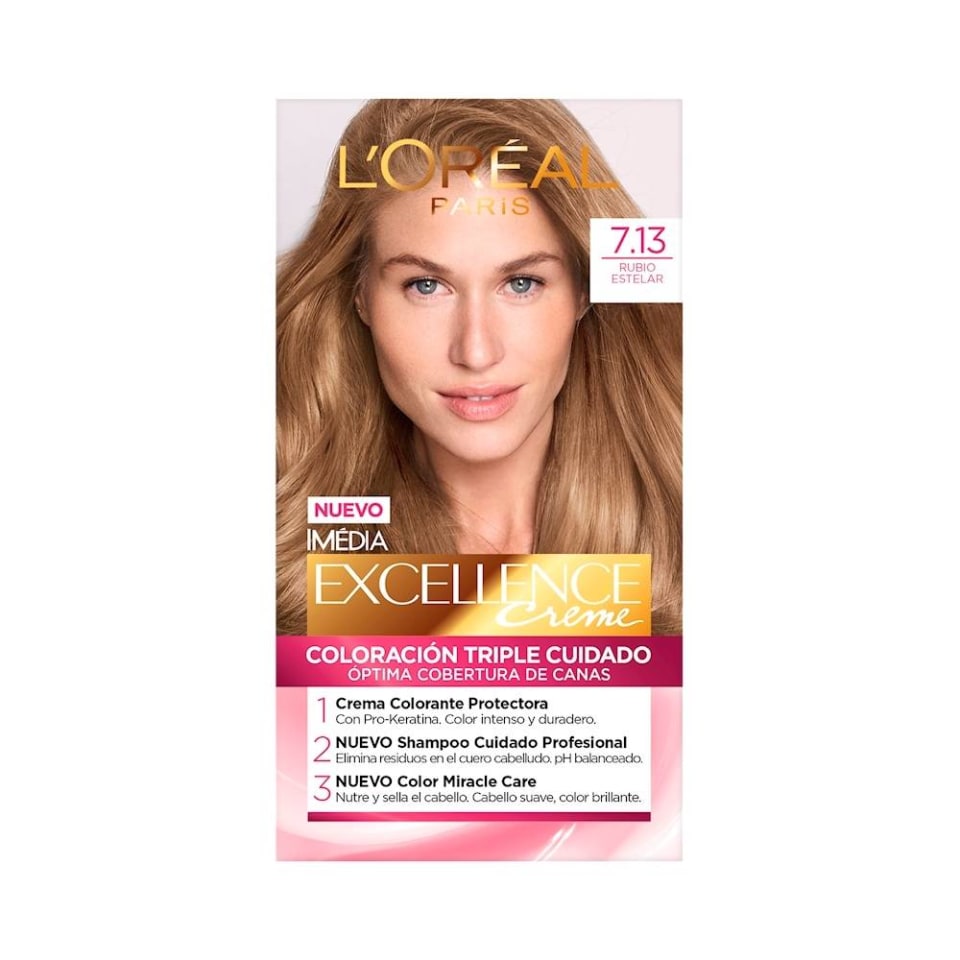 L'ORÉAL
PARiS
7.13
RUBIO
ESTELAR
NUEVO
IMÉDIA
EXCELLENCE
Creme
COLORACIÓN TRIPLE CUIDADO
ÓPTIMA COBERTURA DE CANAS
1 Crema Colorante Protectora
Con Pro-Keratina. Color intenso y duradero.
2 NUEVO Shampoo Cuidado Profesional
Elimina residuos en el cuero cabelludo. pH balanceado.
3 NUEVO Color Miracle Care
Nutre y sella el cabello. Cabello suave, color brillante.